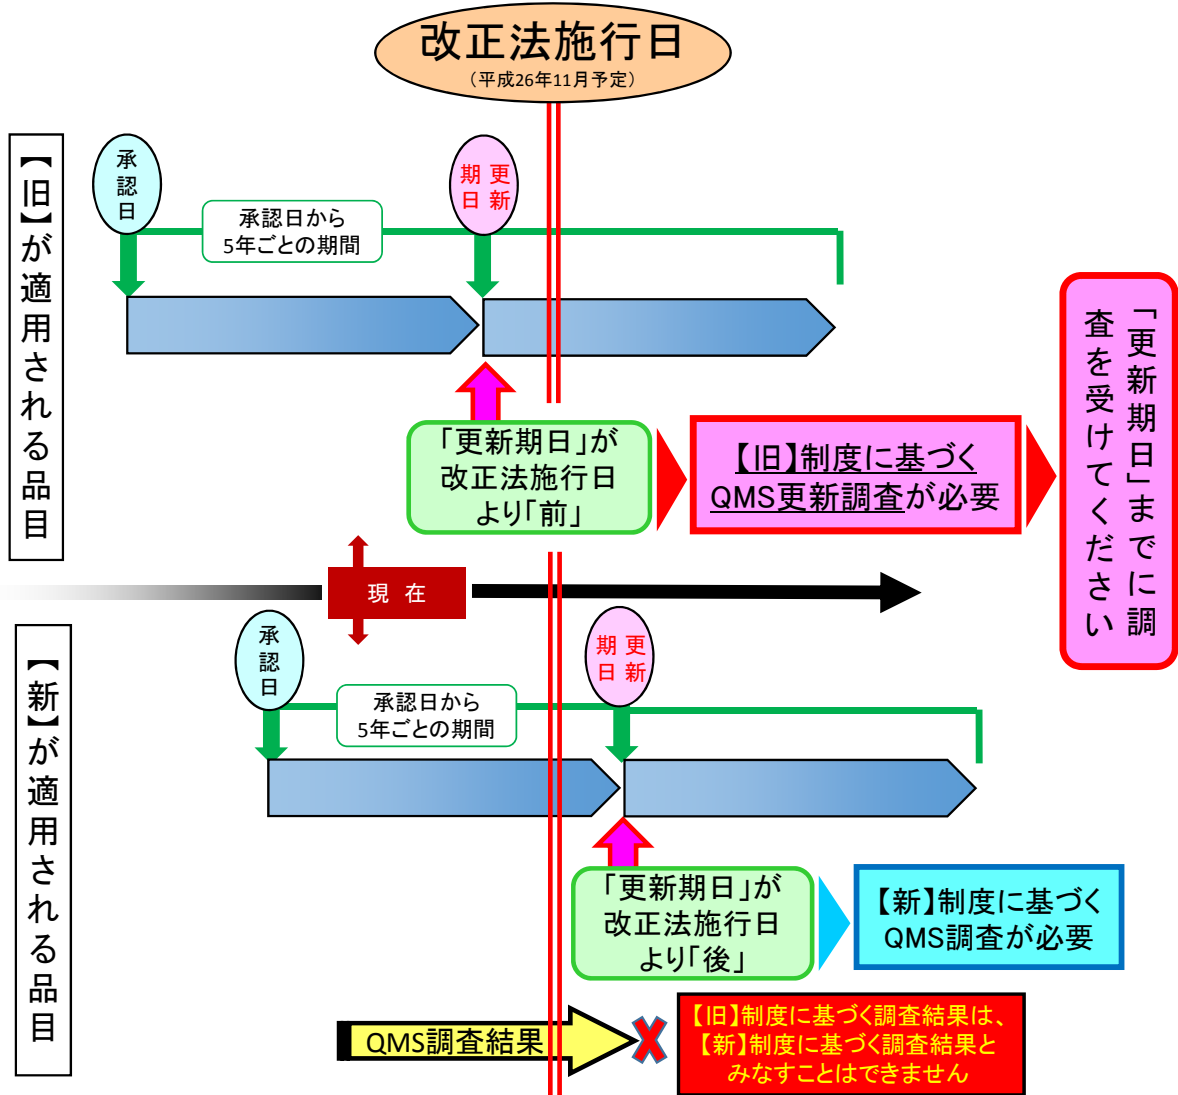 改正法施行日
（平成26年11月予定）
【旧】が適用される品目
承認日
更新
期日
承認日から
5年ごとの期間
「更新期日」が
改正法施行日
より「前」
【旧】制度に基づく
QMS更新調査が必要
「更新期日」までに調
査を受けてください
現 在
【新】が適用される品目
承認日
更新
期日
承認日から
5年ごとの期間
「更新期日」が
改正法施行日
より「後」
【新】制度に基づく
QMS調査が必要
QMS調査結果
【旧】制度に基づく調査結果は、
【新】制度に基づく調査結果と
みなすことはできません